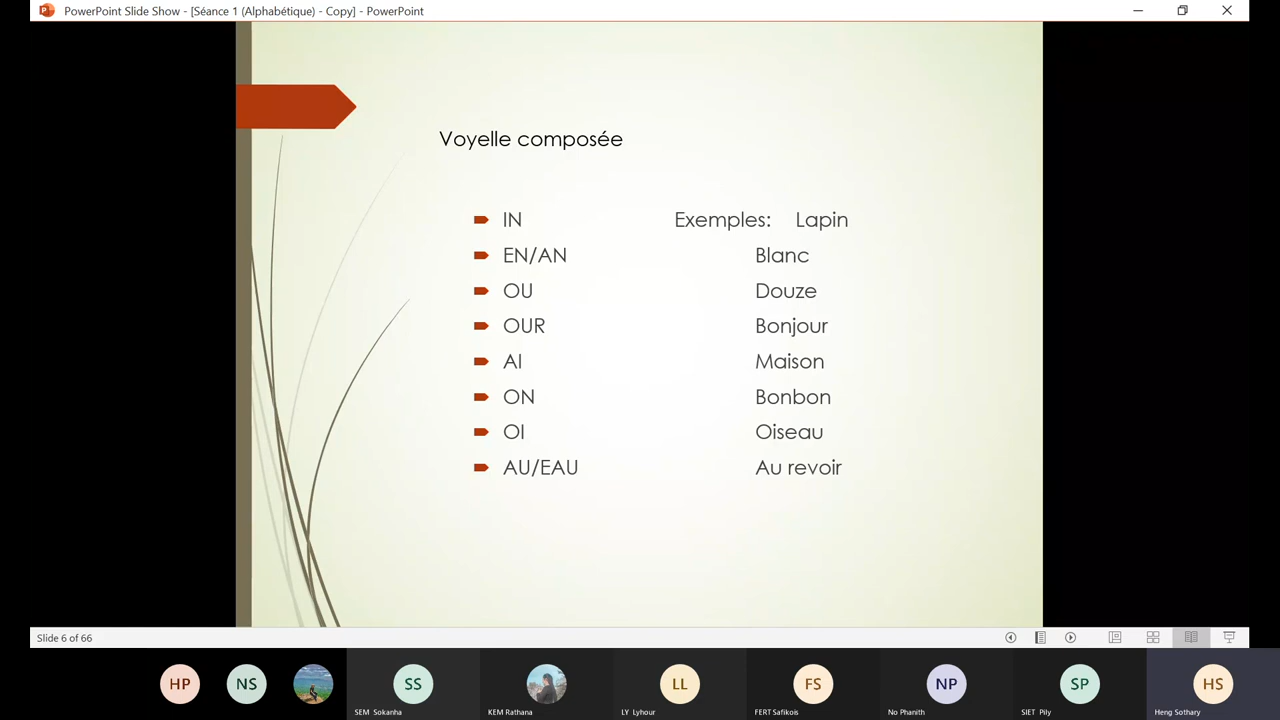 PowerPoint Slide Show - [Séance 1 (Alphabétique) - Copy] - PowerPoint
Voyelle composée
IN Exemples: Lapin
EN/AN Blanc
OU Douze
OUR Bonjour
AI Maison
ON Bonbon
OI Oiseau
AU/EAU Au revoir
Slide 6 of 66
HP NS SS LL FS NP SP HS
SEM Sokanha KEM Rathana LY Lyhour FERT Safikois No Phanith SIET Pily Heng Sothary